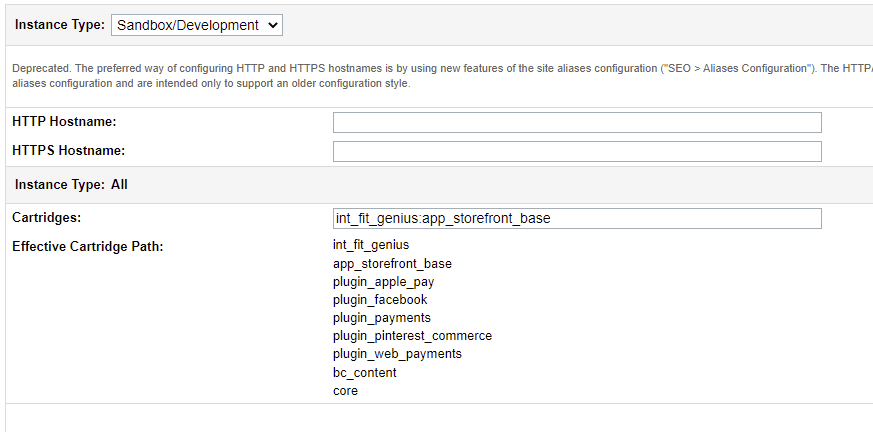 Instance Type: Sandbox/Development
Deprecated. The preferred way of configuring HTTP and HTTPS hostnames is by using new features of the site aliases configuration ("SEO > Aliases Configuration"). The HTTP
aliases configuration and are intended only to support an older configuration style.
HTTP Hostname:
HTTPS Hostname:
Instance Type: All
Cartridges: int_fit_genius:app_storefront_base
Effective Cartridge Path: int_fit_genius
app_storefront_base
plugin_apple_pay
plugin_facebook
plugin_payments
plugin_pinterest_commerce
plugin_web_payments
bc_content
core